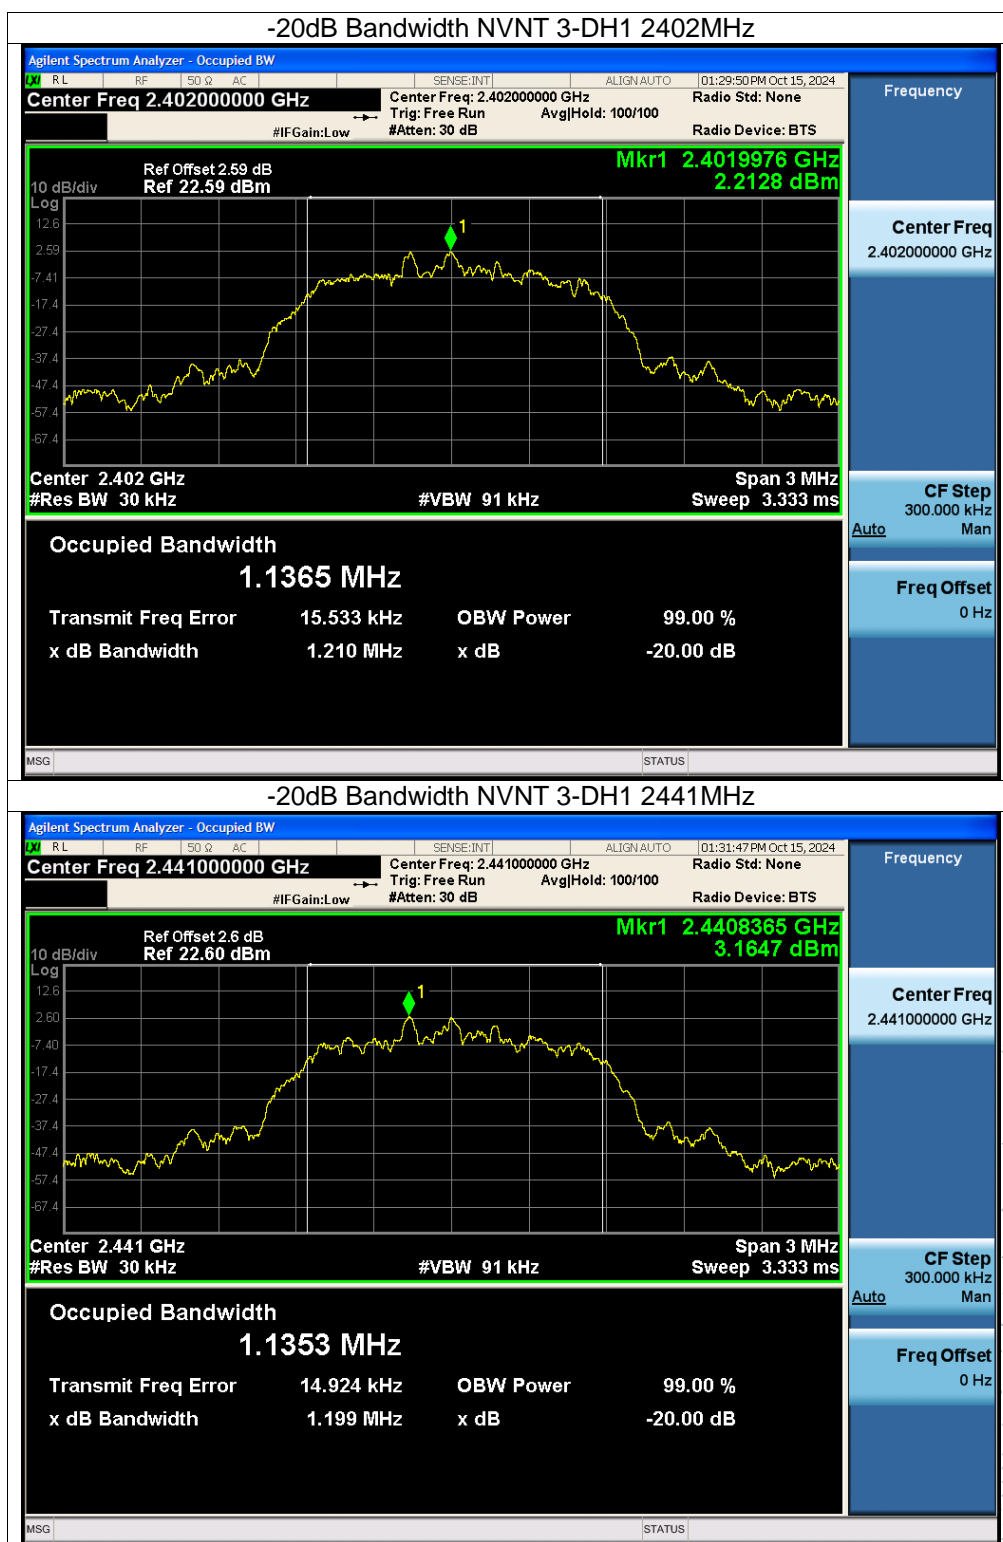 -20dB Bandwidth NVNT 3-DH1 2402MHz
Agilent Spectrum Analyzer - Occupied BW
LXI RL RF 50 Ω AC SENSE:INT ALIGN AUTO 01:29:50 PM Oct 15, 2024
Center Freq 2.402000000 GHz Center Freq: 2.402000000 GHz Radio Std: None
Trig: Free Run Avg|Hold: 100/100
#IFGain:Low #Atten: 30 dB Radio Device: BTS
Frequency
Mkr1 2.4019976 GHz
Ref Offset 2.59 dB
10 dB/div Ref 22.59 dBm 2.2128 dBm
Log
12.6
1
2.59
-7.41
-17.4
-27.4
-37.4
-47.4
-57.4
-67.4
Center 2.402 GHz Span 3 MHz
#Res BW 30 kHz #VBW 91 kHz Sweep 3.333 ms
Center Freq
2.402000000 GHz
CF Step
300.000 kHz
Auto Man
Freq Offset
0 Hz
Occupied Bandwidth
1.1365 MHz
Transmit Freq Error 15.533 kHz OBW Power 99.00 %
x dB Bandwidth 1.210 MHz x dB -20.00 dB
MSG STATUS
-20dB Bandwidth NVNT 3-DH1 2441MHz
Agilent Spectrum Analyzer - Occupied BW
LXI RL RF 50 Ω AC SENSE:INT ALIGN AUTO 01:31:47 PM Oct 15, 2024
Center Freq 2.441000000 GHz Center Freq: 2.441000000 GHz Radio Std: None
Trig: Free Run Avg|Hold: 100/100
#IFGain:Low #Atten: 30 dB Radio Device: BTS
Frequency
Mkr1 2.4408365 GHz
Ref Offset 2.6 dB
10 dB/div Ref 22.60 dBm 3.1647 dBm
Log
12.6
1
2.60
-7.40
-17.4
-27.4
-37.4
-47.4
-57.4
-67.4
Center 2.441 GHz Span 3 MHz
#Res BW 30 kHz #VBW 91 kHz Sweep 3.333 ms
Center Freq
2.441000000 GHz
CF Step
300.000 kHz
Auto Man
Freq Offset
0 Hz
Occupied Bandwidth
1.1353 MHz
Transmit Freq Error 14.924 kHz OBW Power 99.00 %
x dB Bandwidth 1.199 MHz x dB -20.00 dB
MSG STATUS